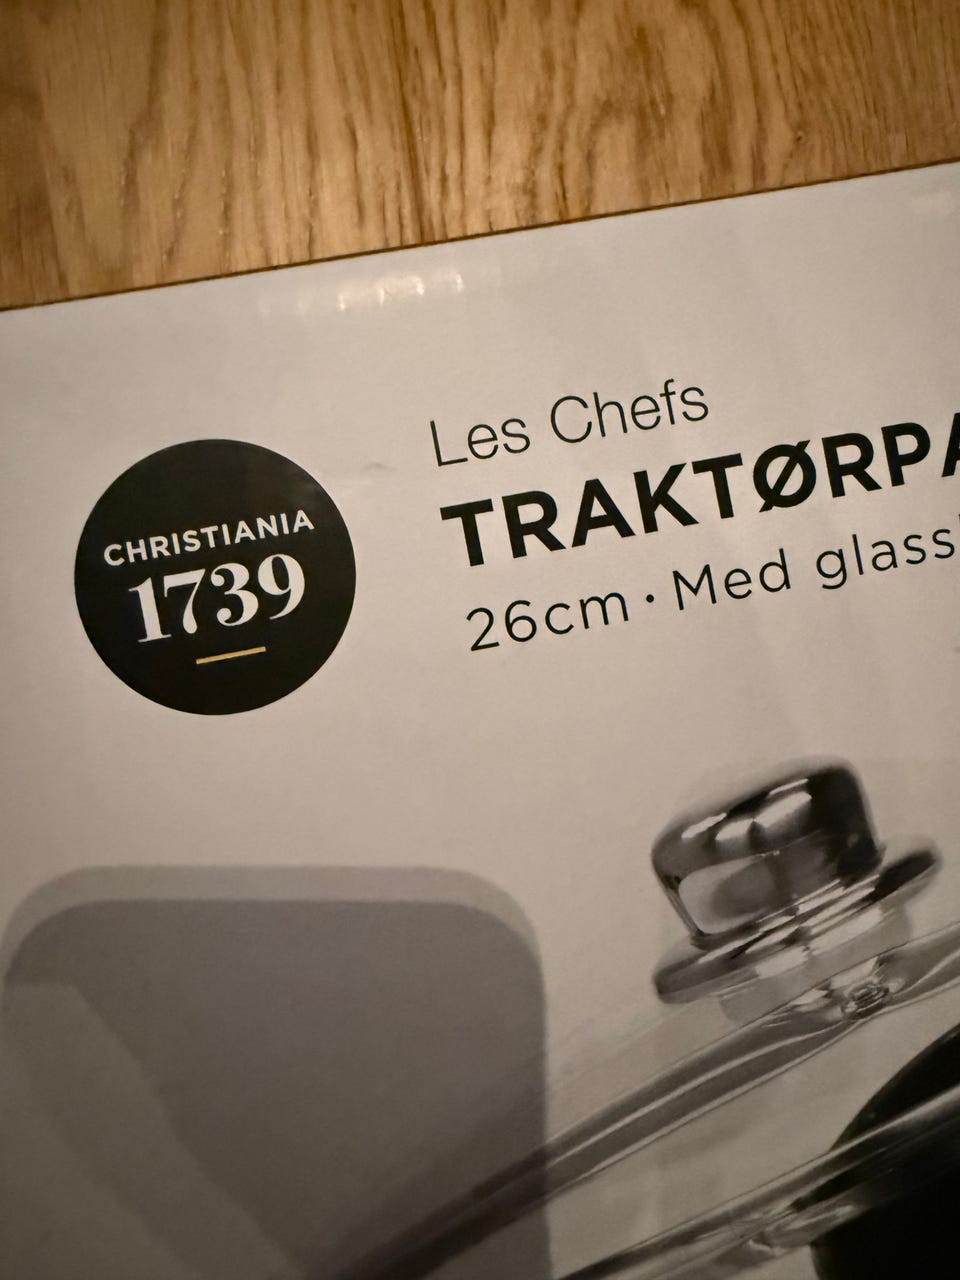 CHRISTIANIA
1739
Les Chefs
TRAKTØRPA
26cm · Med glass